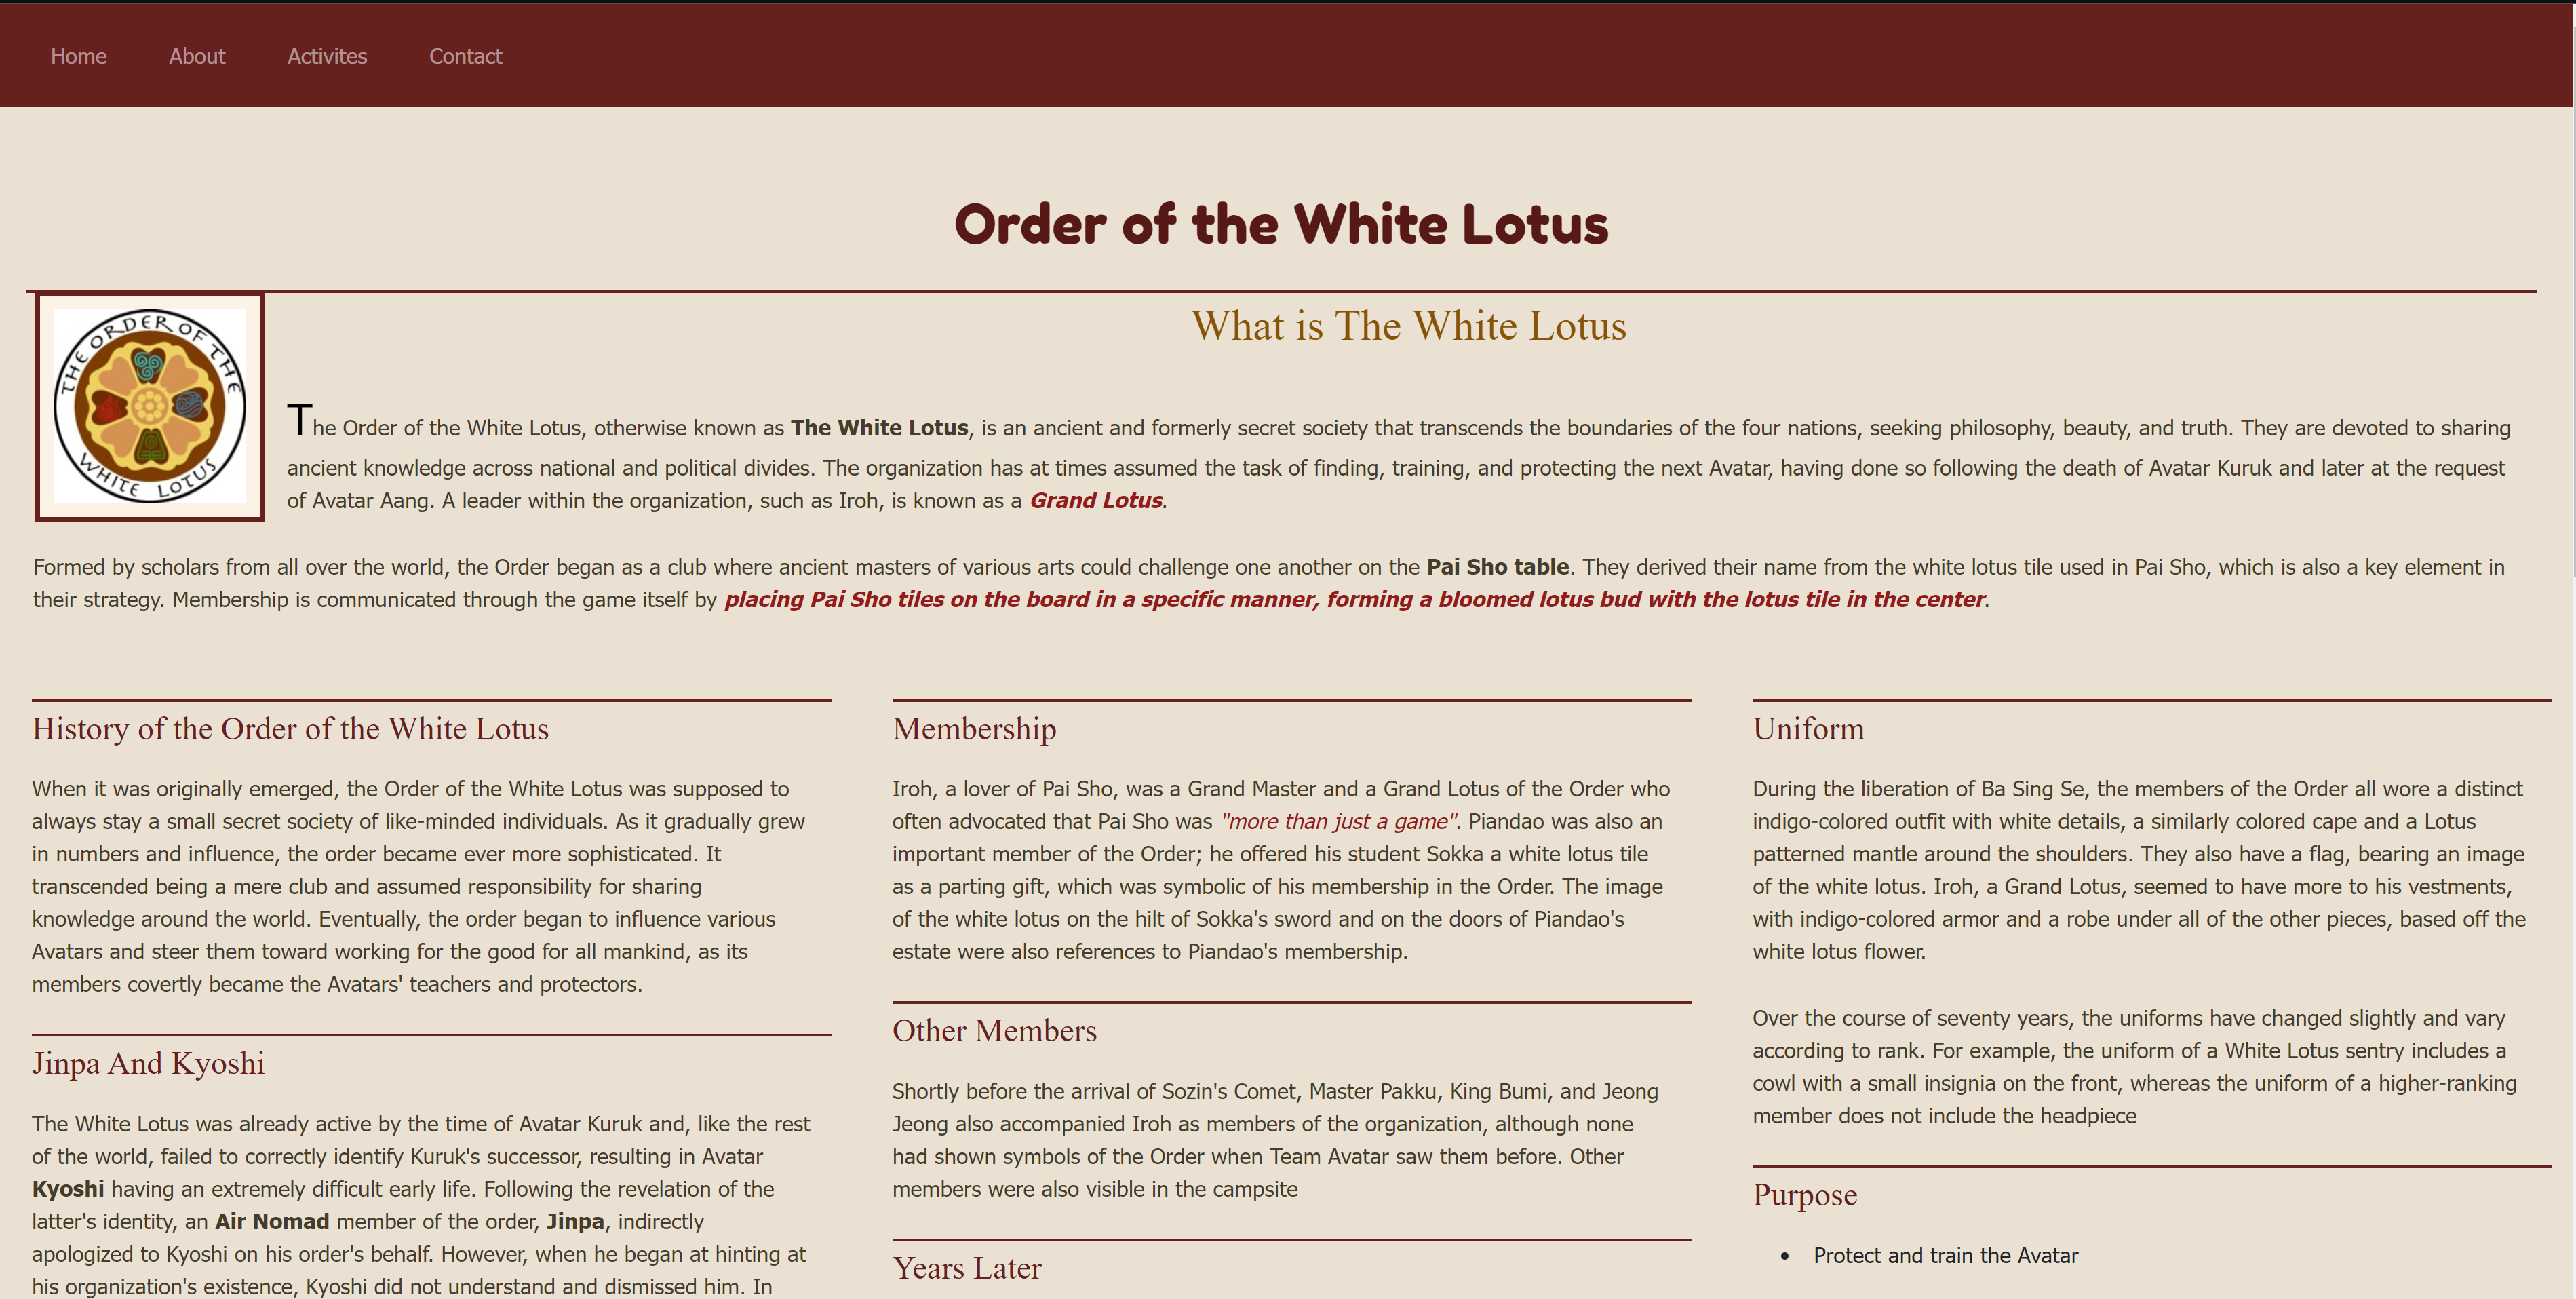 Home About Activites Contact
Order of the White Lotus
THE ORDER OF THE
WHITE LOTUS
What is The White Lotus
The Order of the White Lotus, otherwise known as The White Lotus, is an ancient and formerly secret society that transcends the boundaries of the four nations, seeking philosophy, beauty, and truth. They are devoted to sharing
ancient knowledge across national and political divides. The organization has at times assumed the task of finding, training, and protecting the next Avatar, having done so following the death of Avatar Kuruk and later at the request
of Avatar Aang. A leader within the organization, such as Iroh, is known as a Grand Lotus.
Formed by scholars from all over the world, the Order began as a club where ancient masters of various arts could challenge one another on the Pai Sho table. They derived their name from the white lotus tile used in Pai Sho, which is also a key element in
their strategy. Membership is communicated through the game itself by placing Pai Sho tiles on the board in a specific manner, forming a bloomed lotus bud with the lotus tile in the center.
History of the Order of the White Lotus
When it was originally emerged, the Order of the White Lotus was supposed to
always stay a small secret society of like-minded individuals. As it gradually grew
in numbers and influence, the order became ever more sophisticated. It
transcended being a mere club and assumed responsibility for sharing
knowledge around the world. Eventually, the order began to influence various
Avatars and steer them toward working for the good for all mankind, as its
members covertly became the Avatars' teachers and protectors.
Jinpa And Kyoshi
The White Lotus was already active by the time of Avatar Kuruk and, like the rest
of the world, failed to correctly identify Kuruk's successor, resulting in Avatar
Kyoshi having an extremely difficult early life. Following the revelation of the
latter's identity, an Air Nomad member of the order, Jinpa, indirectly
apologized to Kyoshi on his order's behalf. However, when he began at hinting at
his organization's existence, Kyoshi did not understand and dismissed him. In
Membership
Iroh, a lover of Pai Sho, was a Grand Master and a Grand Lotus of the Order who
often advocated that Pai Sho was "more than just a game". Piandao was also an
important member of the Order; he offered his student Sokka a white lotus tile
as a parting gift, which was symbolic of his membership in the Order. The image
of the white lotus on the hilt of Sokka's sword and on the doors of Piandao's
estate were also references to Piandao's membership.
Other Members
Shortly before the arrival of Sozin's Comet, Master Pakku, King Bumi, and Jeong
Jeong also accompanied Iroh as members of the organization, although none
had shown symbols of the Order when Team Avatar saw them before. Other
members were also visible in the campsite
Years Later
Uniform
During the liberation of Ba Sing Se, the members of the Order all wore a distinct
indigo-colored outfit with white details, a similarly colored cape and a Lotus
patterned mantle around the shoulders. They also have a flag, bearing an image
of the white lotus. Iroh, a Grand Lotus, seemed to have more to his vestments,
with indigo-colored armor and a robe under all of the other pieces, based off the
white lotus flower.
Over the course of seventy years, the uniforms have changed slightly and vary
according to rank. For example, the uniform of a White Lotus sentry includes a
cowl with a small insignia on the front, whereas the uniform of a higher-ranking
member does not include the headpiece
Purpose
• Protect and train the Avatar